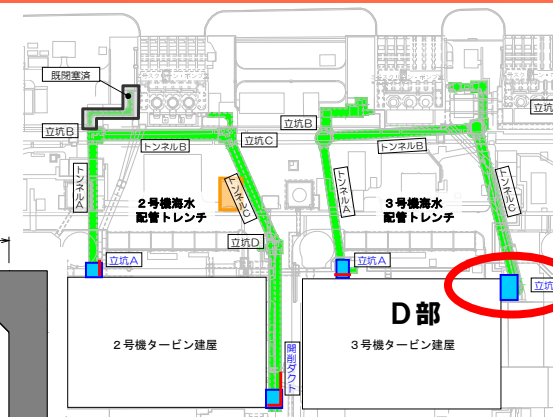 既閉塞済
立坑
立坑B
立坑B
トンネルB
立坑C
トンネルB
トンネルA
2号機海水
配管トレンチ
トンネルC
トンネルA
3号機海水
配管トレンチ
トンネルC
立坑D
立坑A
立坑A
立坑
D部
2号機タービン建屋
開削ダクト
3号機タービン建屋